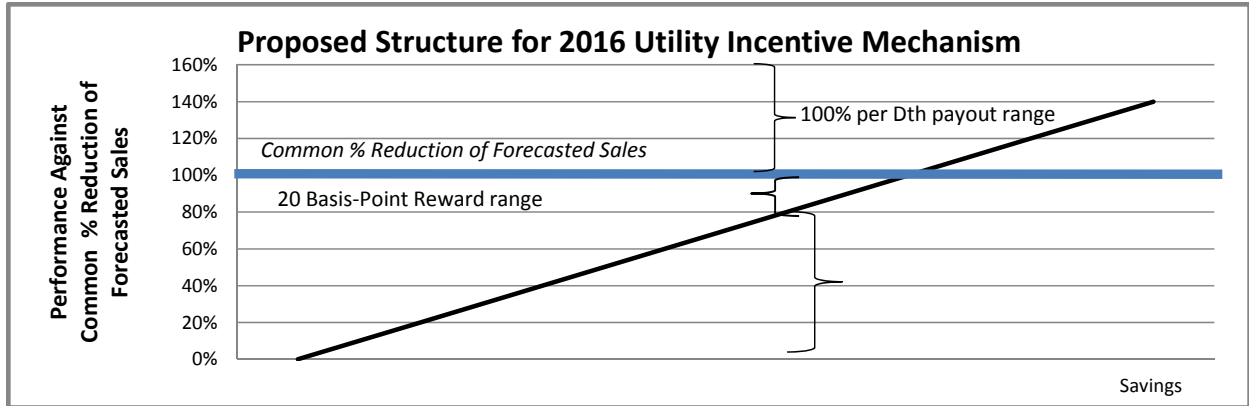 Proposed Structure for 2016 Utility Incentive Mechanism
Performance Against
Common % Reduction of
Forecasted Sales
160%
140%
120%
100%
80%
60%
40%
20%
0%
100% per Dth payout range
Common % Reduction of Forecasted Sales
20 Basis-Point Reward range
Savings